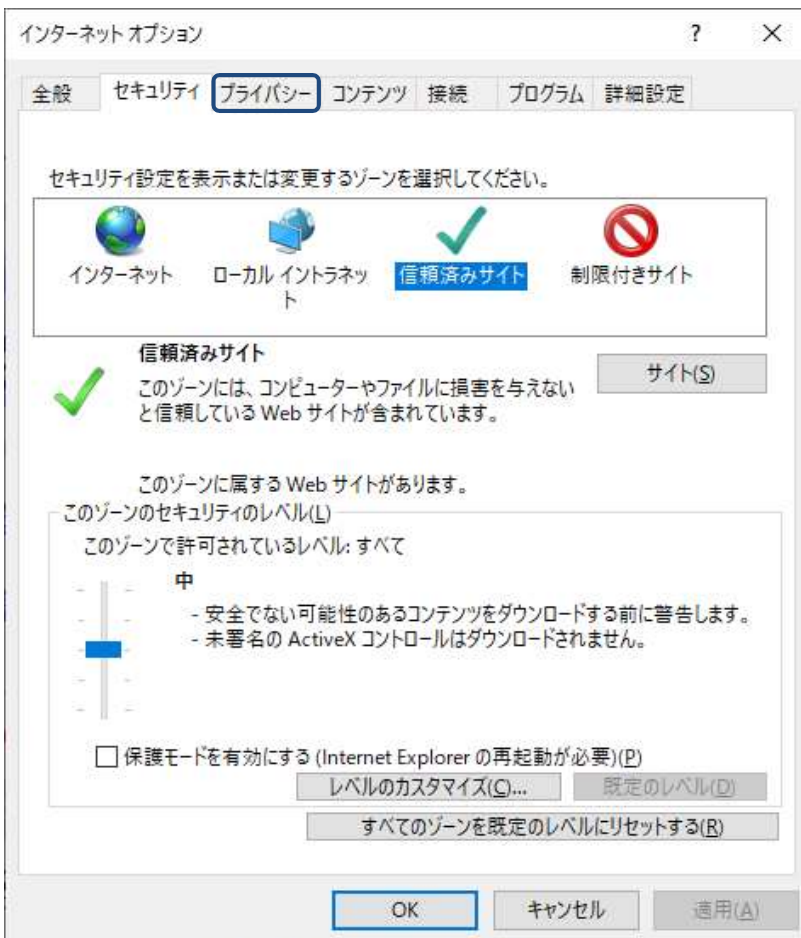 インターネット オプション
?
全般 セキュリティ プライバシー コンテンツ 接続 プログラム 詳細設定
セキュリティ設定を表示または変更するゾーンを選択してください。
インターネット ローカル イントラネッ 信頼済みサイト 制限付きサイト
ト
信頼済みサイト
サイト(S)
このゾーンには、コンピューターやファイルに損害を与えない
と信頼している Web サイトが含まれています。
このゾーンに属する Web サイトがあります。
このゾーンのセキュリティのレベル(L)
このゾーンで許可されているレベル: すべて
中
- 安全でない可能性のあるコンテンツをダウンロードする前に警告します。
- 未署名の ActiveX コントロールはダウンロードされません。
保護モードを有効にする (Internet Explorer の再起動が必要)(P)
レベルのカスタマイズ(C)... 既定のレベル(D)
すべてのゾーンを既定のレベルにリセットする(R)
OK キャンセル 適用(A)